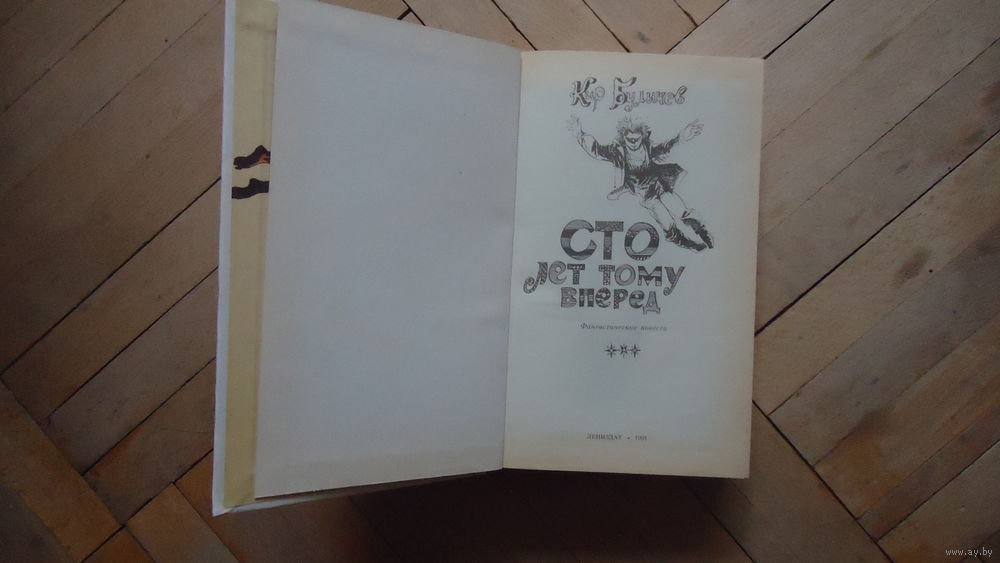 Кир Булычев
СТО
лет тому
вперед
Фантастические повести
ЛЕНИЗДАТ • 1991
www.ay.by